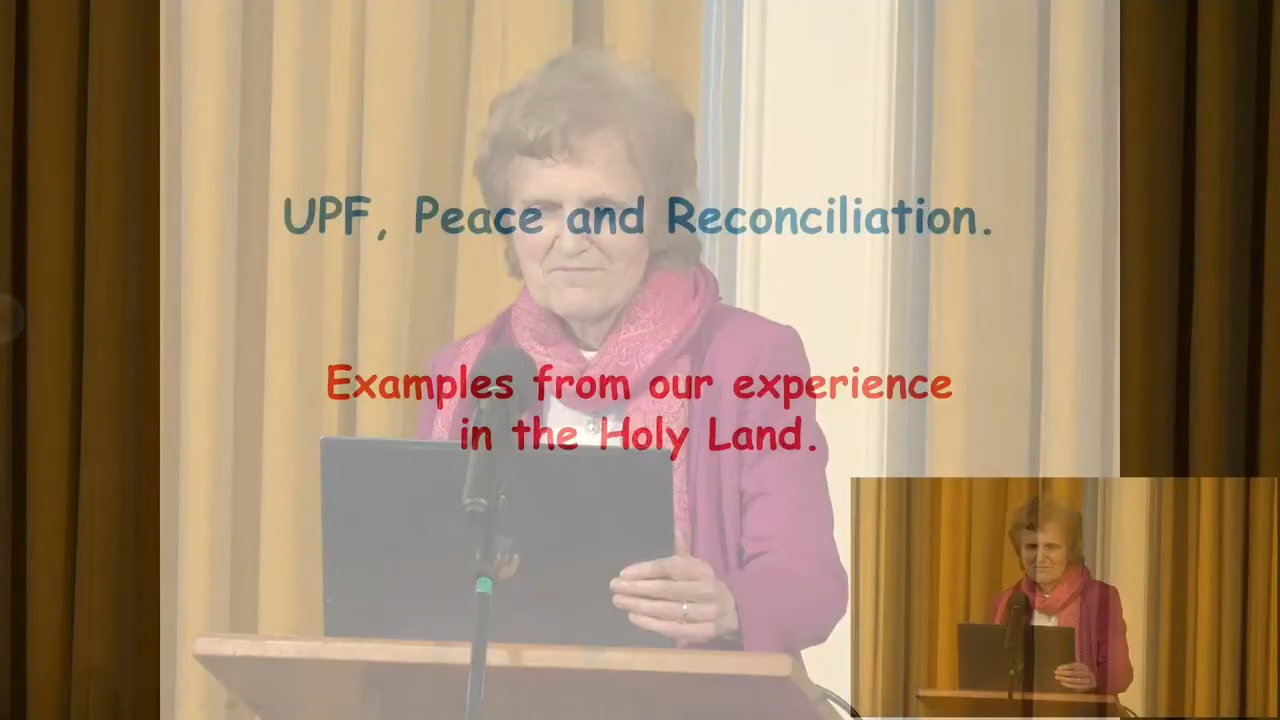 UPF, Peace and Reconciliation.
Examples from our experience
in the Holy Land.